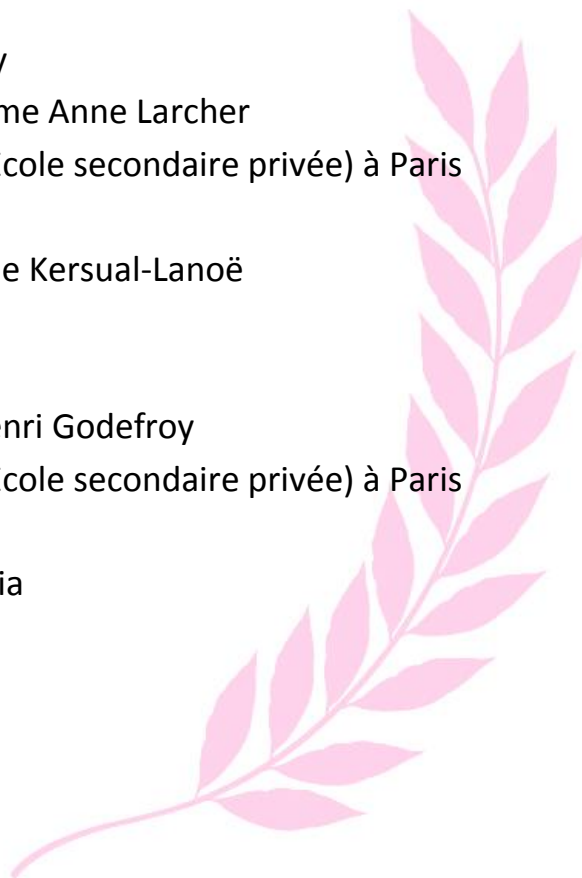 y
me Anne Larcher
cole secondaire privée) à Paris
e Kersual-Lanoë
nri Godefroy
cole secondaire privée) à Paris
ia